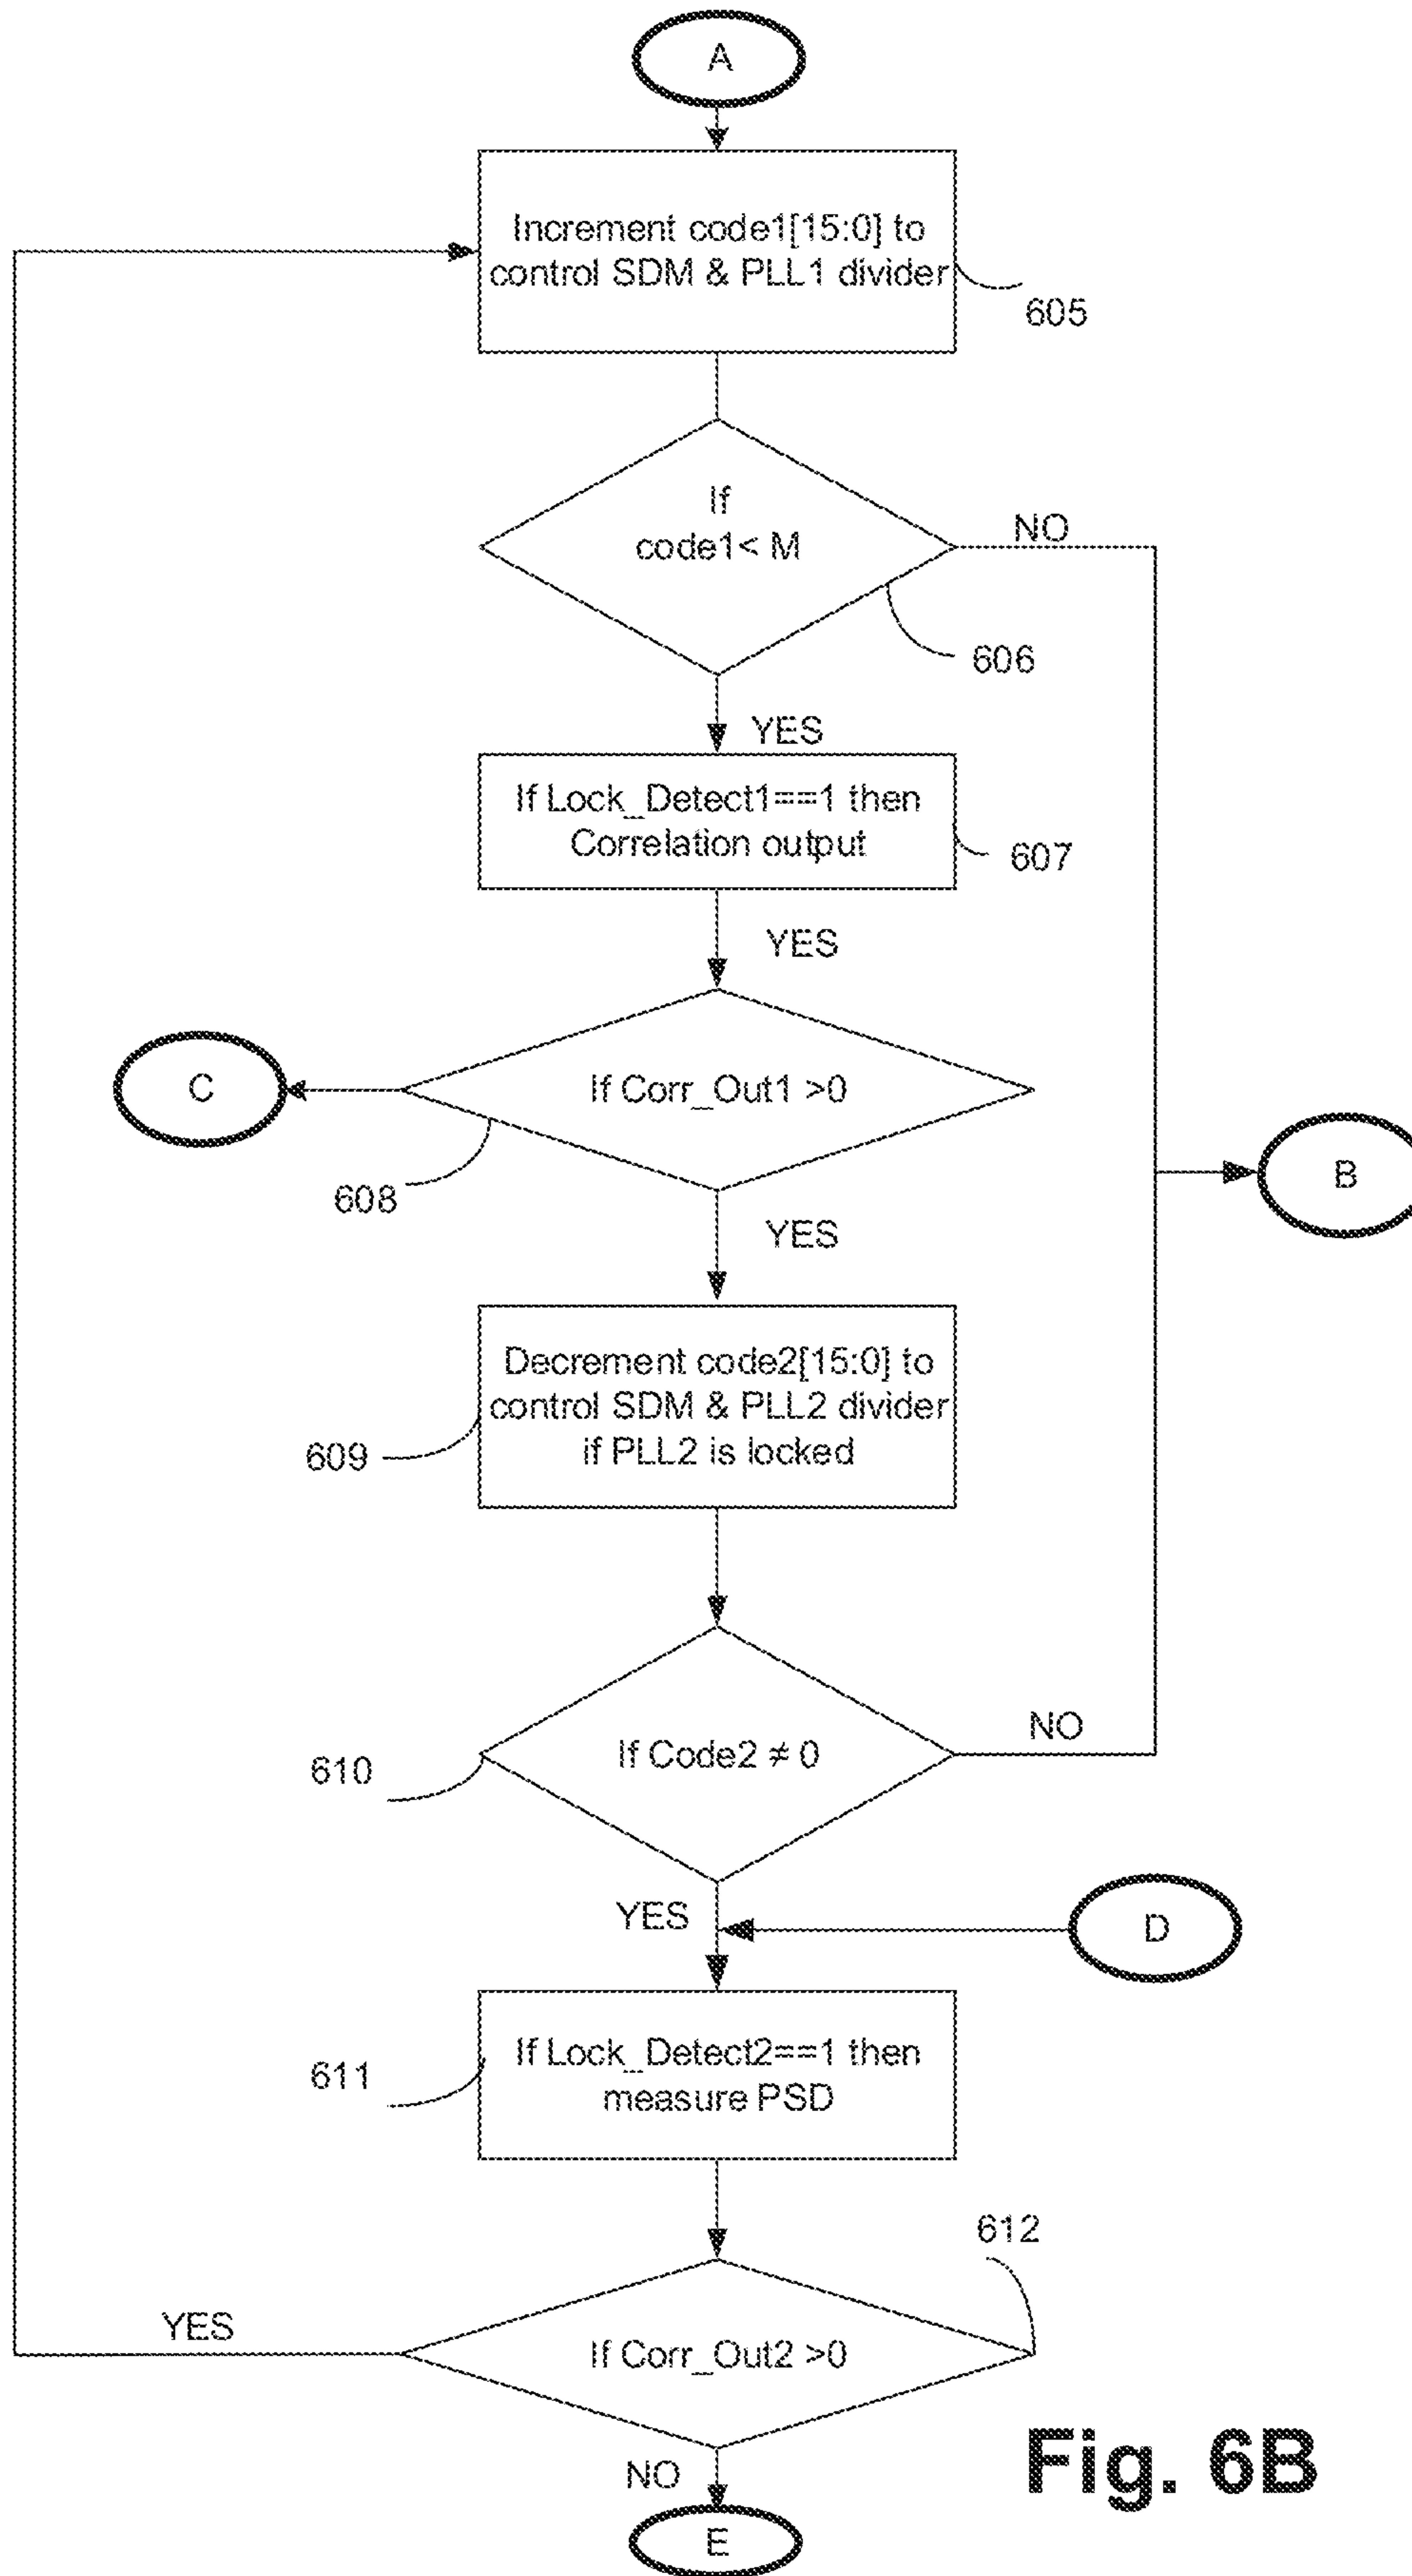 A
Increment code1[15:0] to
control SDM & PLL1 divider
605
If
code1< M
NO
606
YES
If Lock_Detect1==1 then
Correlation output
607
YES
C
If Corr_Out1 >0
608
B
YES
Decrement code2[15:0] to
control SDM & PLL2 divider
if PLL2 is locked
609
NO
If Code2 ≠ 0
610
YES
D
If Lock_Detect2==1 then
measure PSD
611
612
YES
If Corr_Out2 >0
NO
E
Fig. 6B